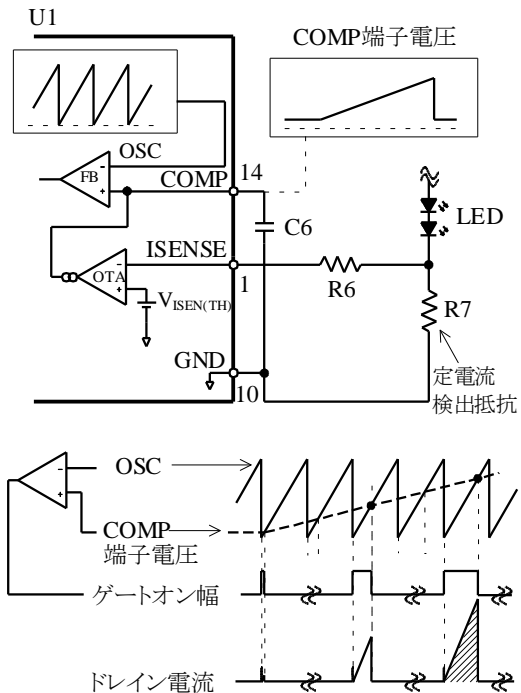 U1
COMP端子電圧
OSC
FB
COMP
14
C6
LED
ISENSE
1
OTA
VISEN(TH)
R6
R7
GND
10
定電流
検出抵抗
OSC
COMP
端子電圧
ゲートオン幅
ドレイン電流